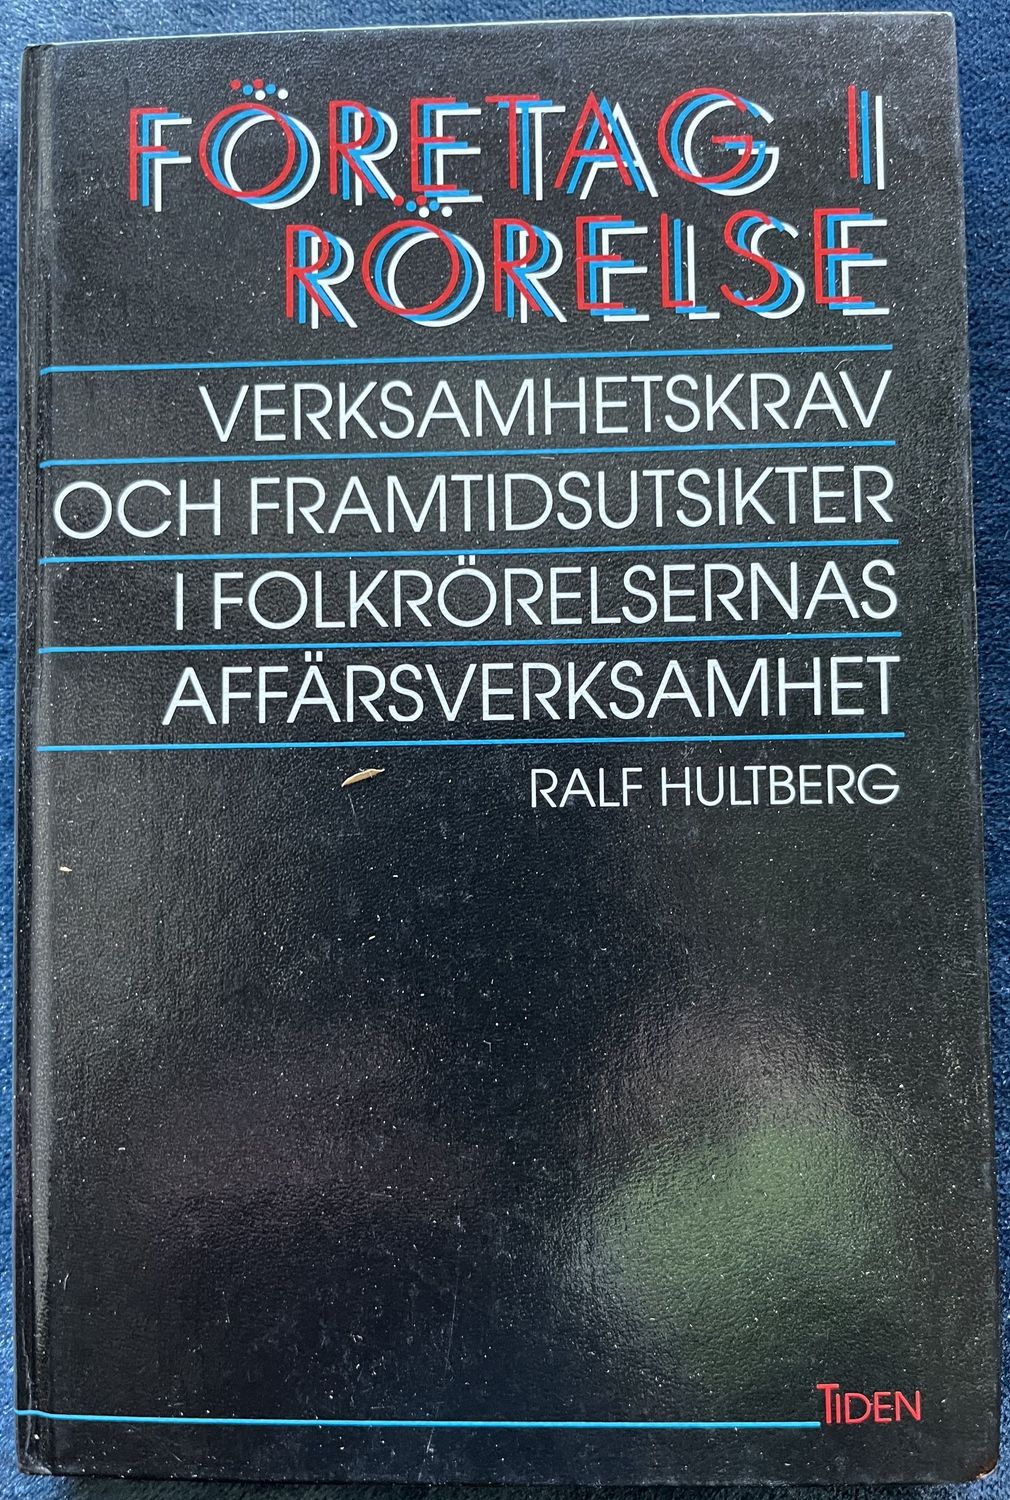 FÖRETAG I
RÖRELSE
VERKSAMHETSKRAV
OCH FRAMTIDSUTSIKTER
I FOLKRÖRELSERNAS
AFFÄRSVERKSAMHET
RALF HULTBERG
TIDEN